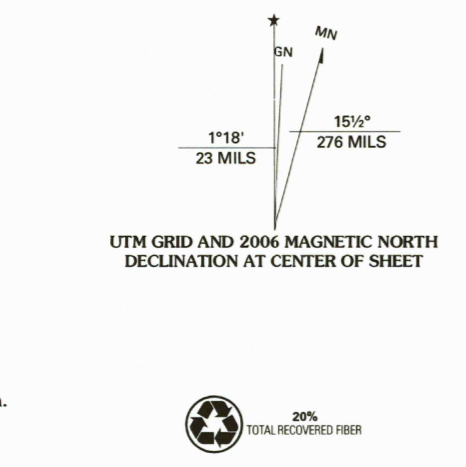 MN
GN
15½°
276 MILS
1°18'
23 MILS
UTM GRID AND 2006 MAGNETIC NORTH
DECLINATION AT CENTER OF SHEET
20%
TOTAL RECOVERED FIBER